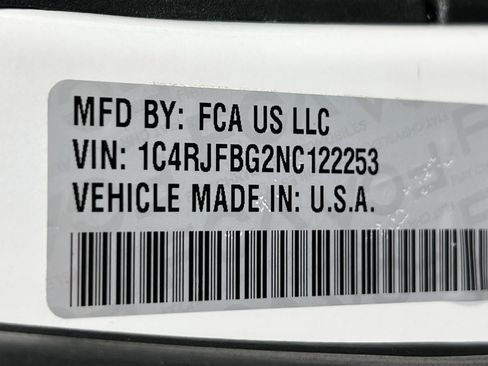 MFD BY: FCA US LLC
VIN: 1C4RJFBG2NC122253
VEHICLE MADE IN: U.S.A.